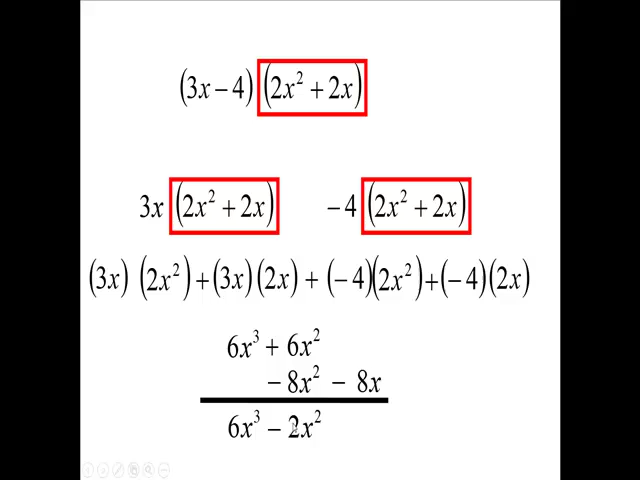 (3x − 4) (2x² + 2x)
3x (2x² + 2x) − 4 (2x² + 2x)
(3x) (2x²) + (3x)(2x) + (−4)(2x²) + (−4)(2x)
6x³ + 6x²
− 8x² − 8x
6x³ − 2x²